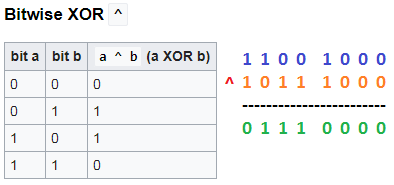 Bitwise XOR ^
bit a bit b a ^ b (a XOR b)
0 0 0
0 1 1
1 0 1
1 1 0
1 1 0 0 1 0 0 0
^ 1 0 1 1 1 0 0 0
------------------------
0 1 1 1 0 0 0 0